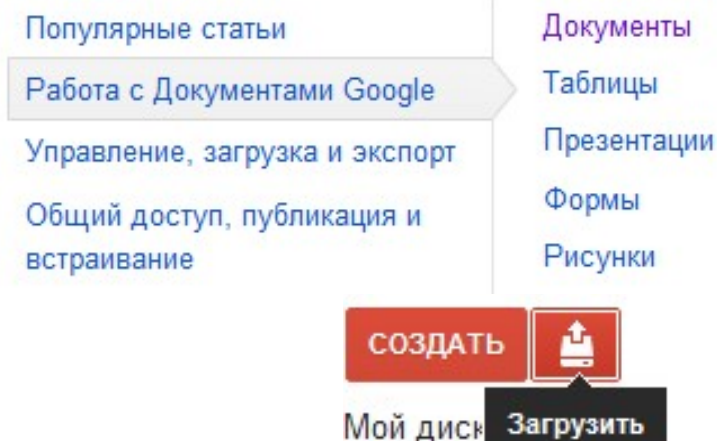 Популярные статьи
Работа с Документами Google
Управление, загрузка и экспорт
Общий доступ, публикация и
встраивание
Документы
Таблицы
Презентации
Формы
Рисунки
СОЗДАТЬ
Мой диск
Загрузить